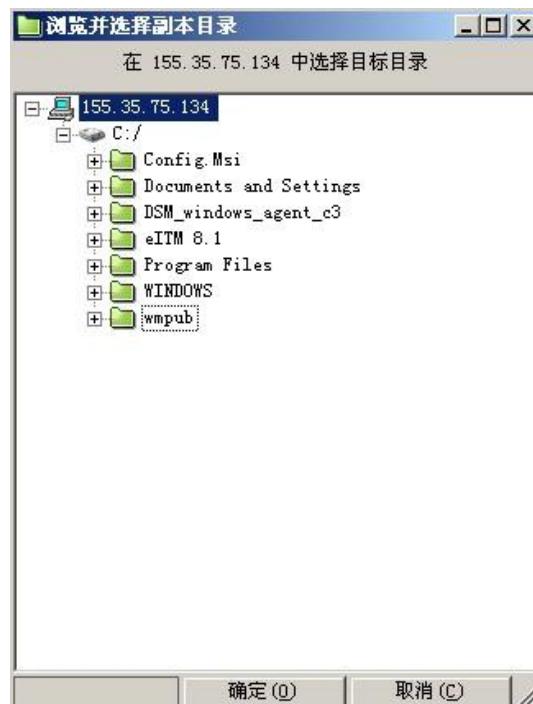 浏览并选择副本目录
在 155.35.75.134 中选择目标目录
155.35.75.134
C:/
Config.Msi
Documents and Settings
DSM_windows_agent_c3
eITM 8.1
Program Files
WINDOWS
wmpub
确定(O) 取消(C)